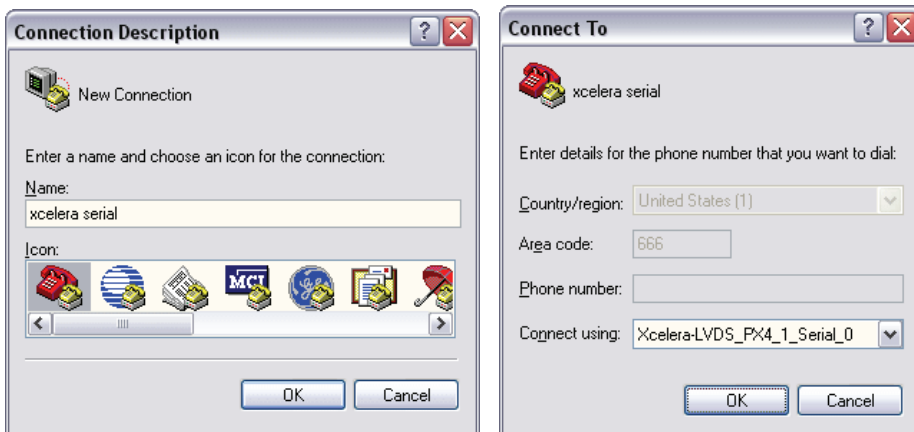 Connection Description
New Connection
Enter a name and choose an icon for the connection:
Name:
xcelera serial
Icon:
MCI
OK
Cancel
Connect To
xcelera serial
Enter details for the phone number that you want to dial:
Country/region:
United States (1)
Area code:
666
Phone number:
Connect using:
Xcelera-LVDS_PX4_1_Serial_0
OK
Cancel